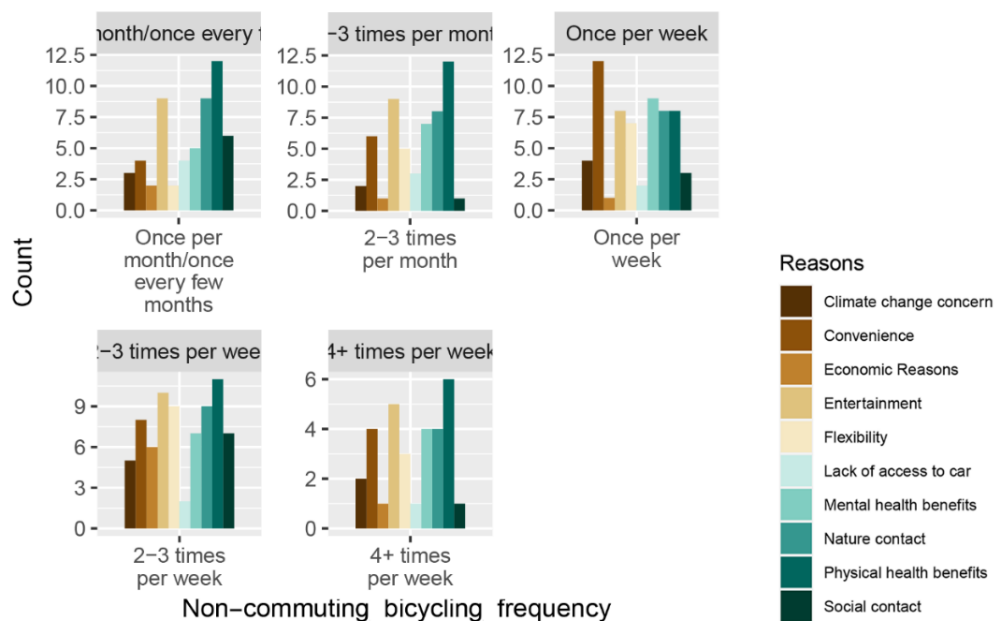 month/once every f
−3 times per mont
Once per week
12.5
10.0
7.5
5.0
2.5
0.0
12.5
10.0
7.5
5.0
2.5
0.0
12.5
10.0
7.5
5.0
2.5
0.0
Once per
month/once
every few
months
2−3 times
per month
Once per
week
Count
2−3 times per week
4+ times per week
9
6
3
0
6
4
2
0
2−3 times
per week
4+ times
per week
Non−commuting bicycling frequency
Reasons
Climate change concern
Convenience
Economic Reasons
Entertainment
Flexibility
Lack of access to car
Mental health benefits
Nature contact
Physical health benefits
Social contact